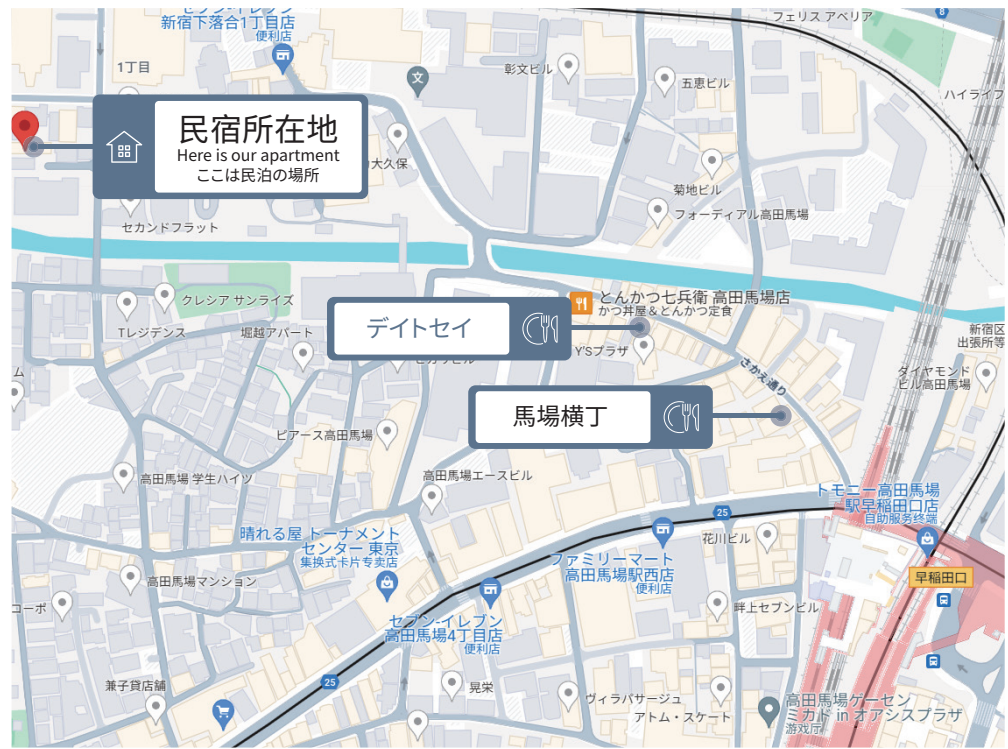 セブン-イレブン
新宿下落合1丁目店
便利店
フェリス アベリア
8
1丁目
文
彰文ビル
五恵ビル
ハイライフ
民宿所在地
Here is our apartment
ここは民泊の場所
大久保
菊地ビル
フォーディアル高田馬場
セカンドフラット
クレシア サンライズ
Tレジデンス
堀越アパート
とんかつ七兵衛 高田馬場店
かつ丼屋＆とんかつ定食
デイトセイ
Y'Sプラザ
新宿区
出張所等
さかえ通り
ダイヤモンド
ビル高田馬場
ム
馬場横丁
ピアース高田馬場
高田馬場 学生ハイツ
高田馬場エースビル
トモニー高田馬場
駅早稲田口店
自助服务终端
25
晴れる屋 トーナメント
センター 東京
集换式卡片专卖店
花川ビル
ファミリーマート
高田馬場駅西店
便利店
早稲田口
高田馬場マンション
コーポ
畔上セブンビル
セブン-イレブン
高田馬場4丁目店
便利店
25
兼子貸店舗
晃栄
ヴィラパサージュ
アトム・スケート
高田馬場ゲーセン
ミカド in オアシスプラザ
游戏厅